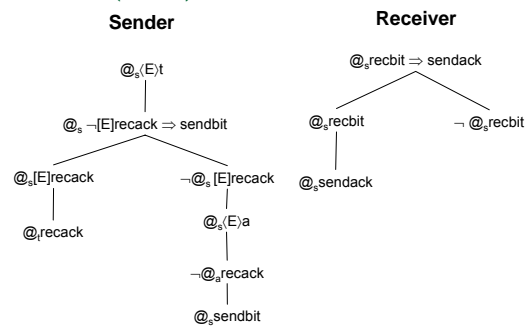 Sender
Receiver
@s⟨E⟩t
@s ¬[E]recack ⇒ sendbit
@s[E]recack
¬@s [E]recack
@trecack
@s⟨E⟩a
¬@arecack
@ssendbit
@srecbit ⇒ sendack
@srecbit
¬ @srecbit
@ssendack